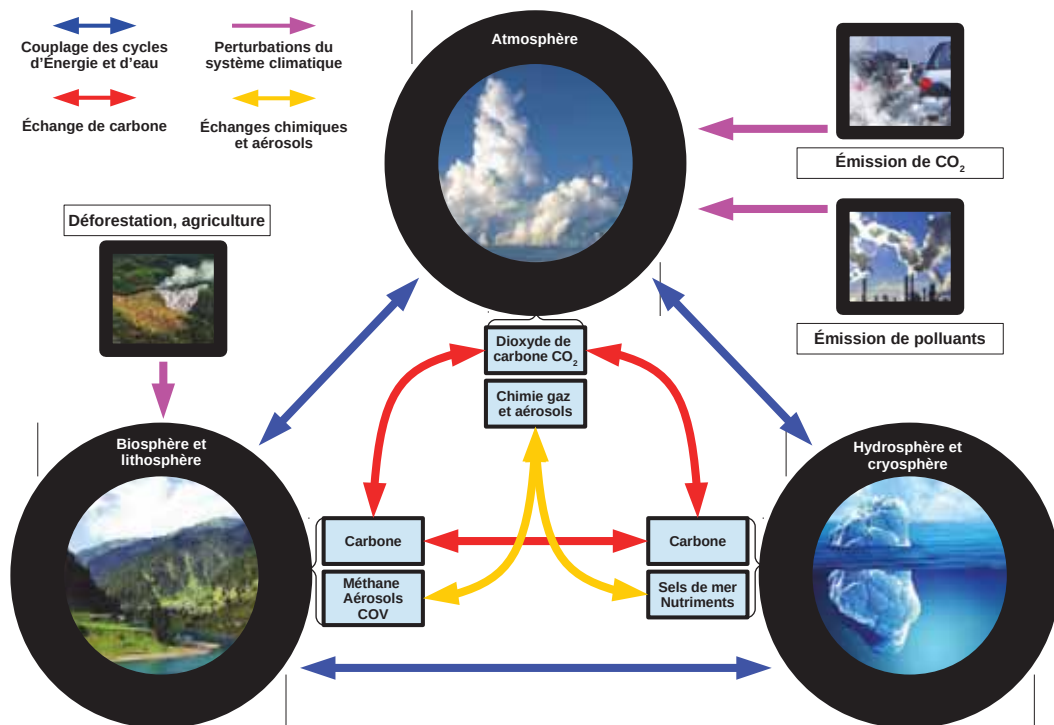 Couplage des cycles
d'Énergie et d'eau
Perturbations du
système climatique
Échange de carbone
Échanges chimiques
et aérosols
Atmosphère
Émission de CO₂
Émission de polluants
Déforestation, agriculture
Dioxyde de
carbone CO₂
Chimie gaz
et aérosols
Biosphère et
lithosphère
Hydrosphère et
cryosphère
Carbone
Méthane
Aérosols
COV
Carbone
Sels de mer
Nutriments